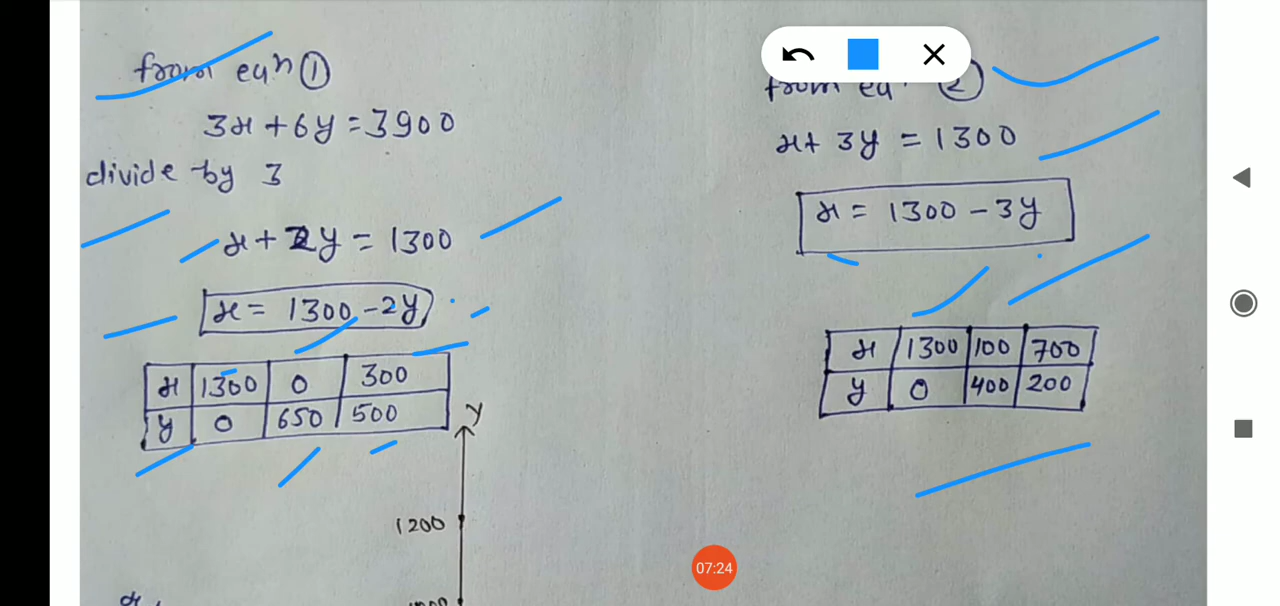 from eqn ①
3x + 6y = 3900
divide by 3
x + 2y = 1300
x = 1300 - 2y
x 1300 0 300
y 0 650 500
y
1200
from eqn ②
x + 3y = 1300
x = 1300 - 3y
x 1300 100 700
y 0 400 200
07:24